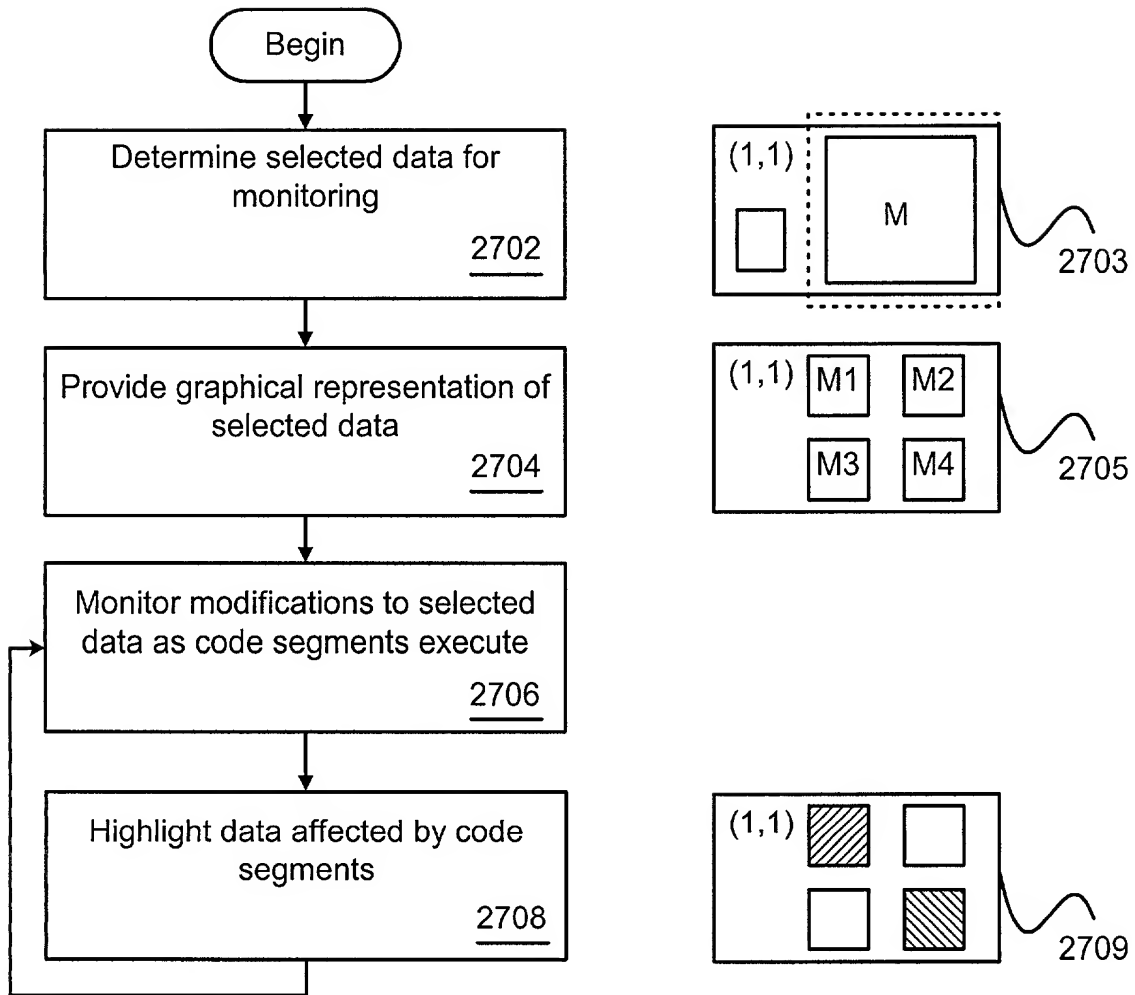 Begin
Determine selected data for
monitoring
2702
(1,1)
M
2703
Provide graphical representation of
selected data
2704
(1,1) M1 M2
M3 M4
2705
Monitor modifications to selected
data as code segments execute
2706
Highlight data affected by code
segments
2708
(1,1)
2709